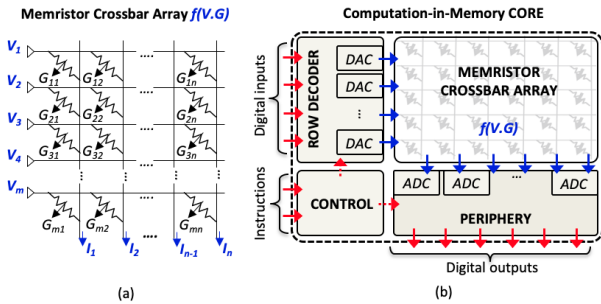 Memristor Crossbar Array f(V.G)
V1
G11 G12 .... G1n
V2
G21 G22 .... G2n
V3
G31 G32 .... G3n
V4
....
Vm
Gm1 Gm2 Gmn
I1 I2 .... In-1 In
(a)
Computation-in-Memory CORE
Digital inputs
ROW DECODER
DAC
DAC
...
DAC
MEMRISTOR
CROSSBAR ARRAY
f(V.G)
Instructions
CONTROL
ADC ADC ... ADC
PERIPHERY
Digital outputs
(b)